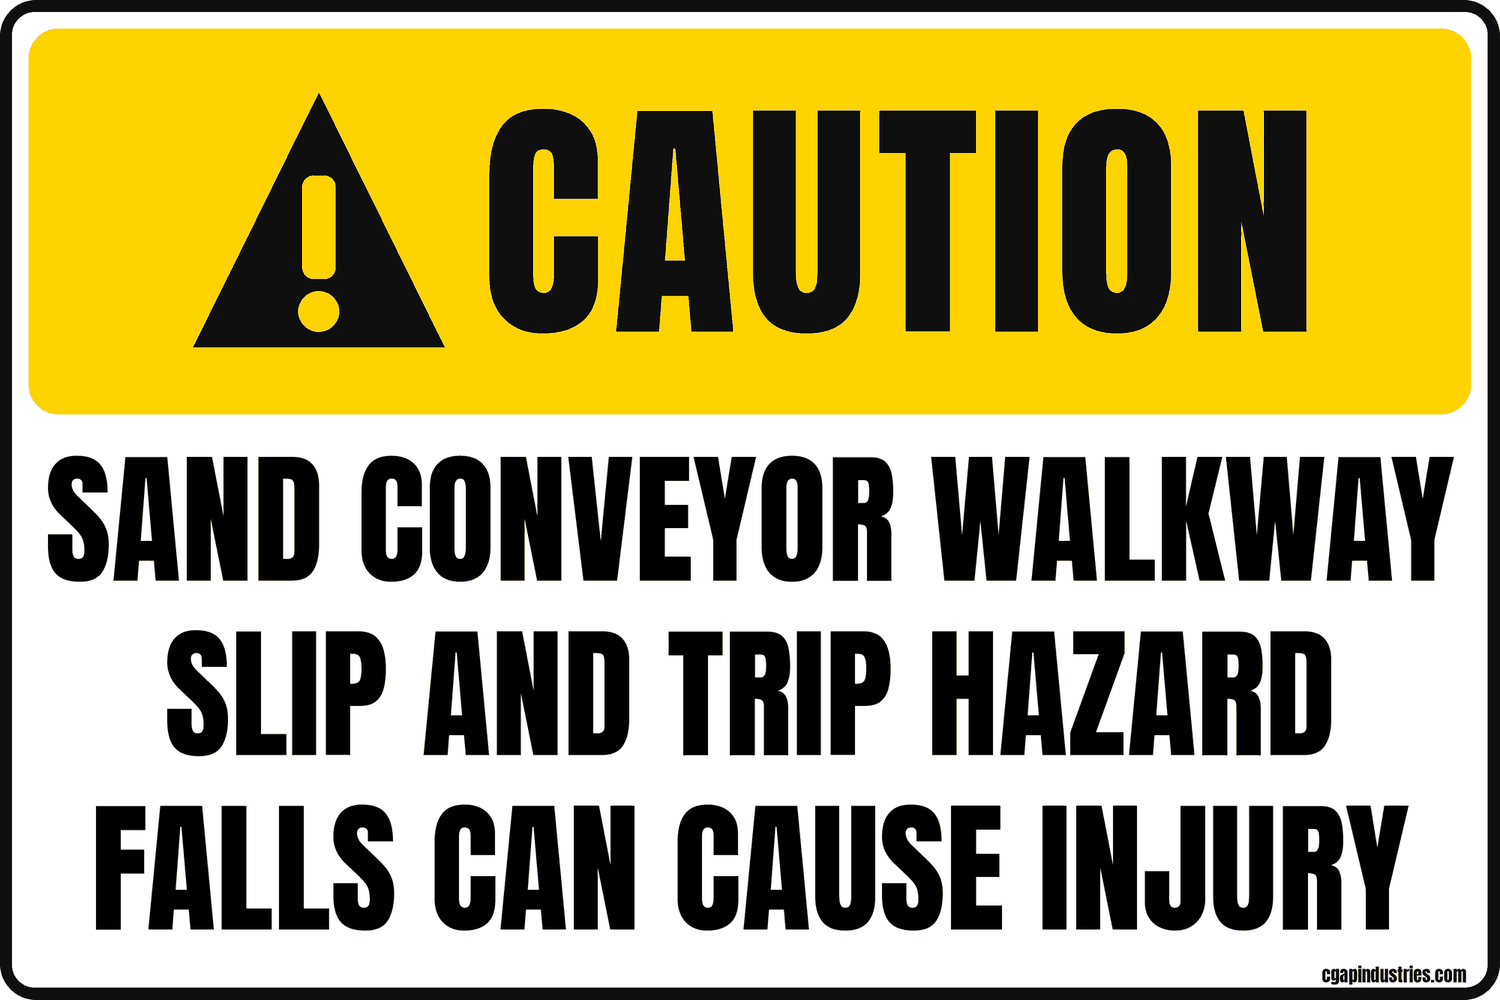 CAUTION
SAND CONVEYOR WALKWAY
SLIP AND TRIP HAZARD
FALLS CAN CAUSE INJURY
cgapindustries.com